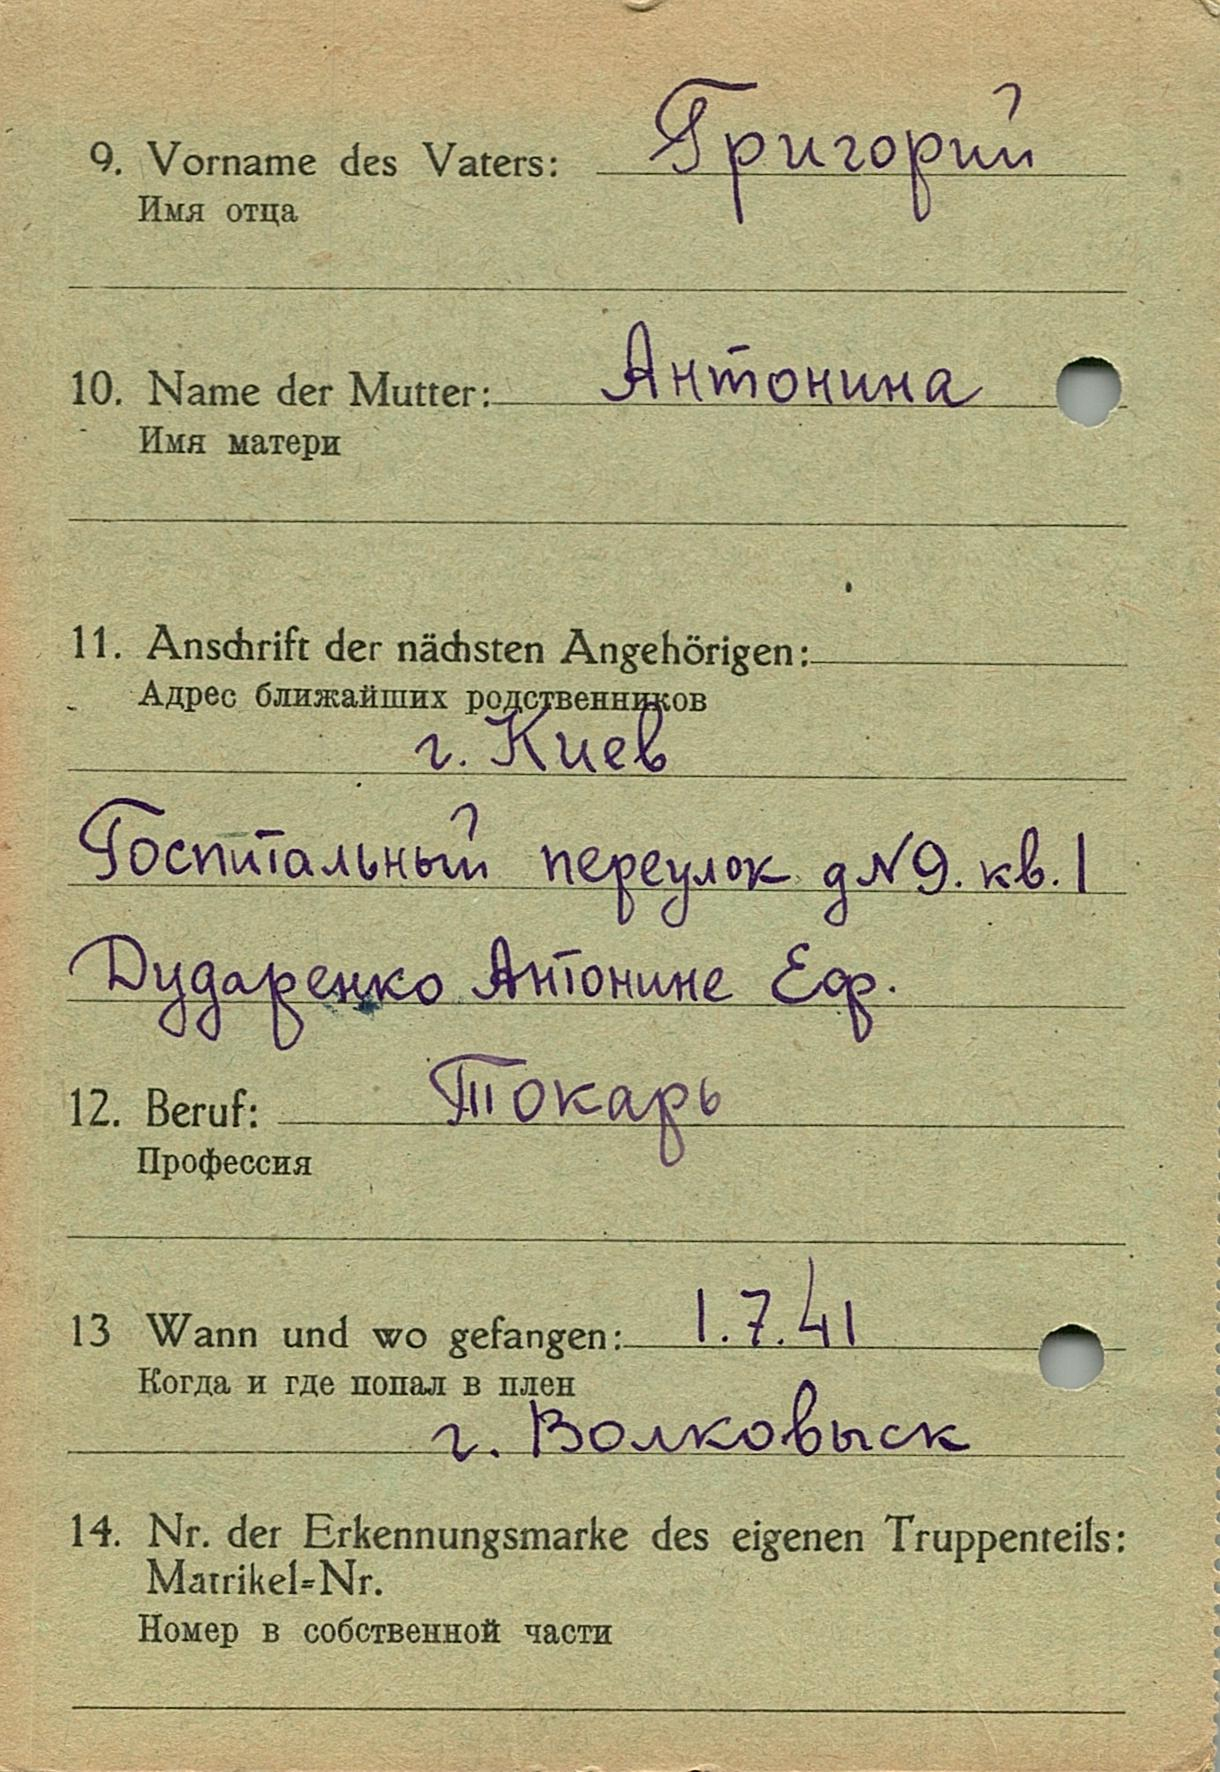 9. Vorname des Vaters: Григорий
Имя отца
10. Name der Mutter: Антонина
Имя матери
11. Anschrift der nächsten Angehörigen:
Адрес ближайших родственников
г. Киев
Госпитальный переулок д N 9. кв. 1
Дударенко Антонине Еф.
12. Beruf: Токарь
Профессия
13 Wann und wo gefangen: 1.7.41
Когда и где попал в плен
г. Волковыск
14. Nr. der Erkennungsmarke des eigenen Truppenteils:
Matrikel=Nr.
Номер в собственной части